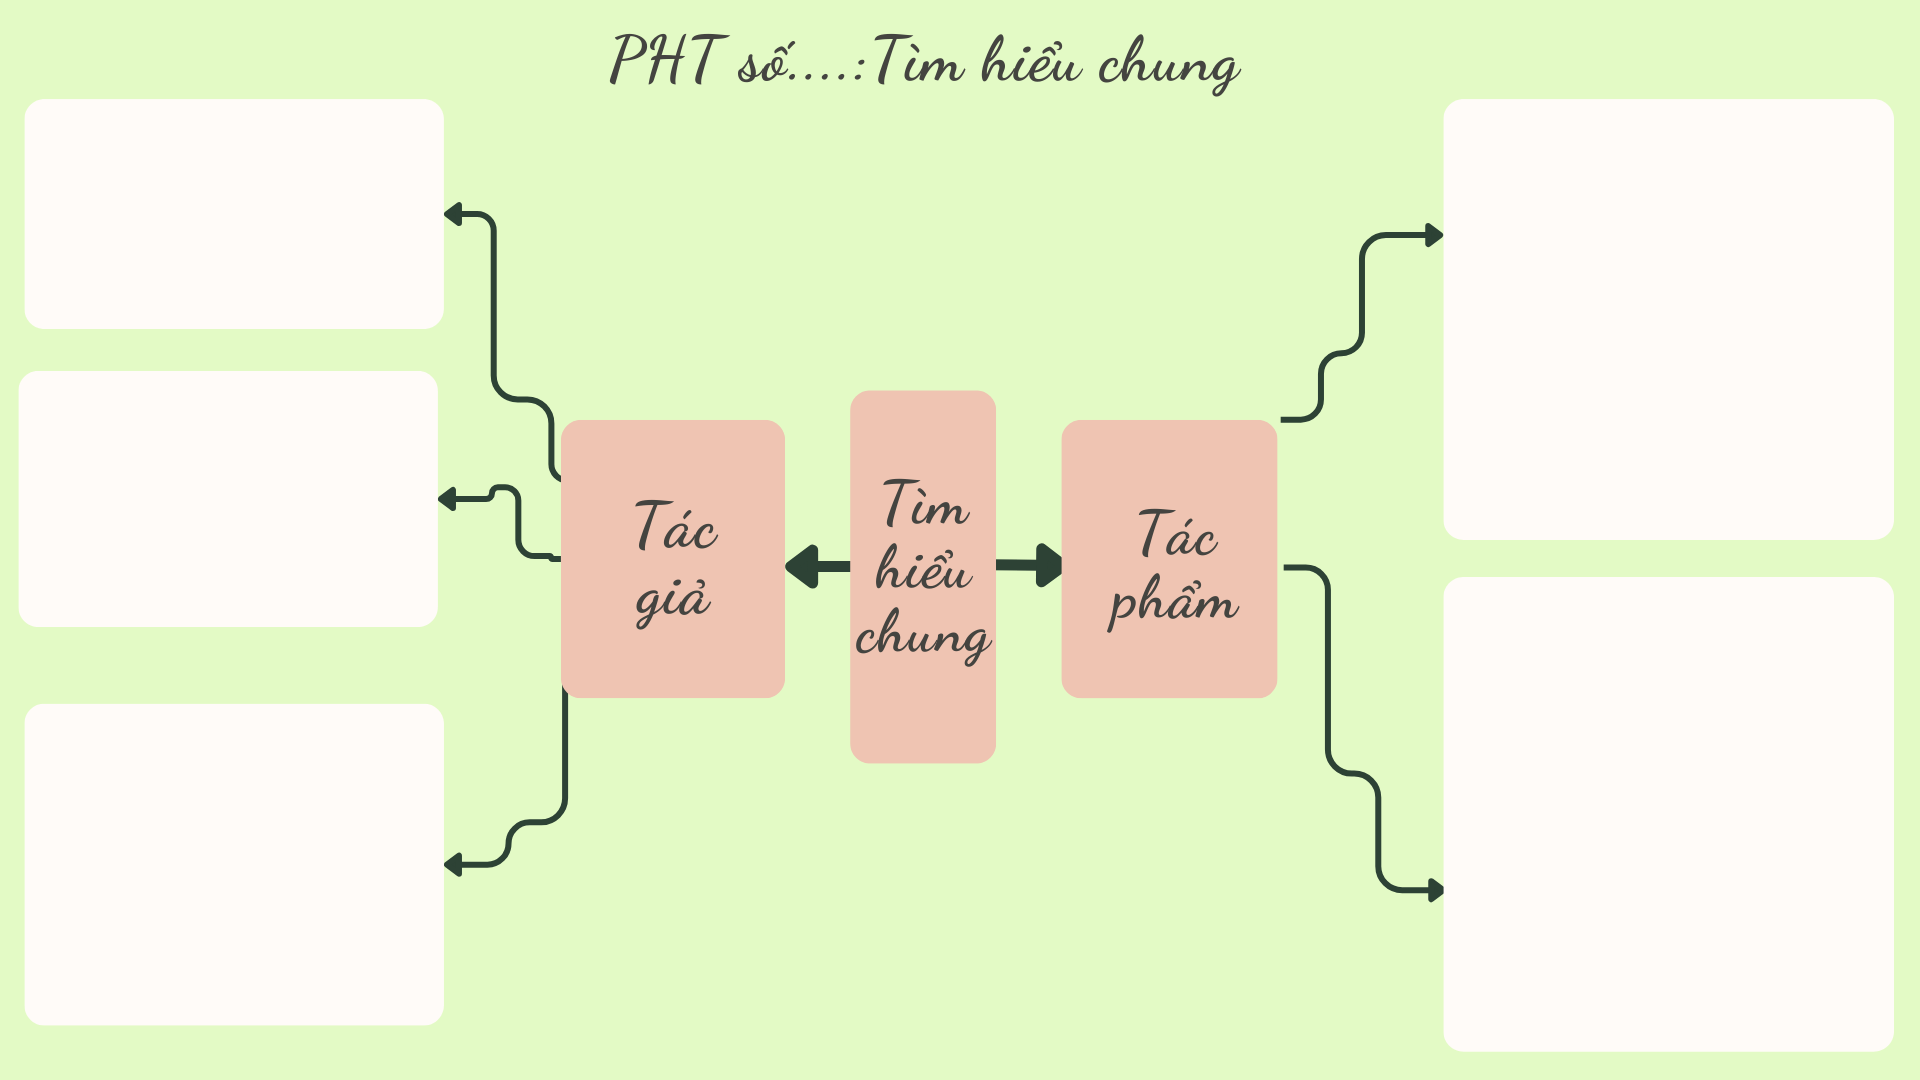 PHT số....:Tìm hiểu chung
Tác
giả
Tìm
hiểu
chung
Tác
phẩm